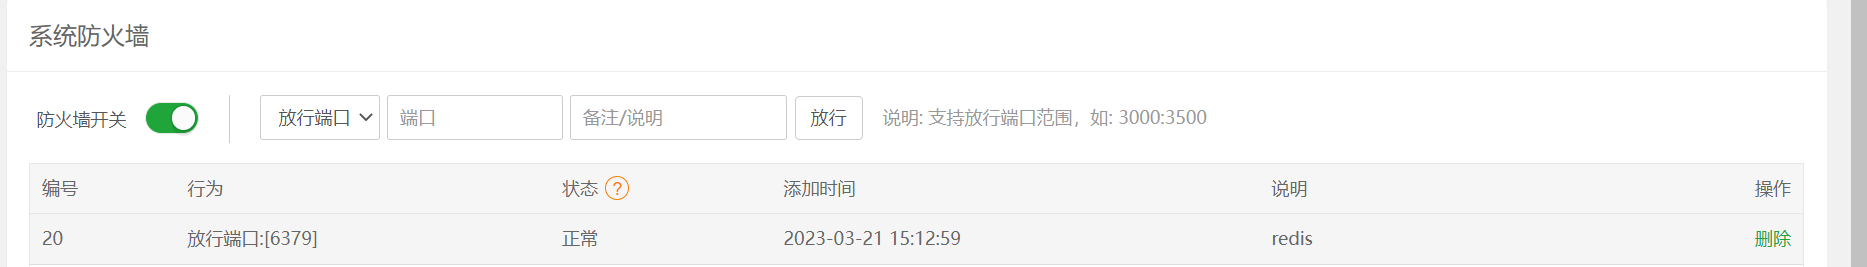 系统防火墙
防火墙开关 放行端口 端口 备注/说明 放行 说明: 支持放行端口范围，如: 3000:3500
编号 行为 状态 ? 添加时间 说明 操作
20 放行端口:[6379] 正常 2023-03-21 15:12:59 redis 删除